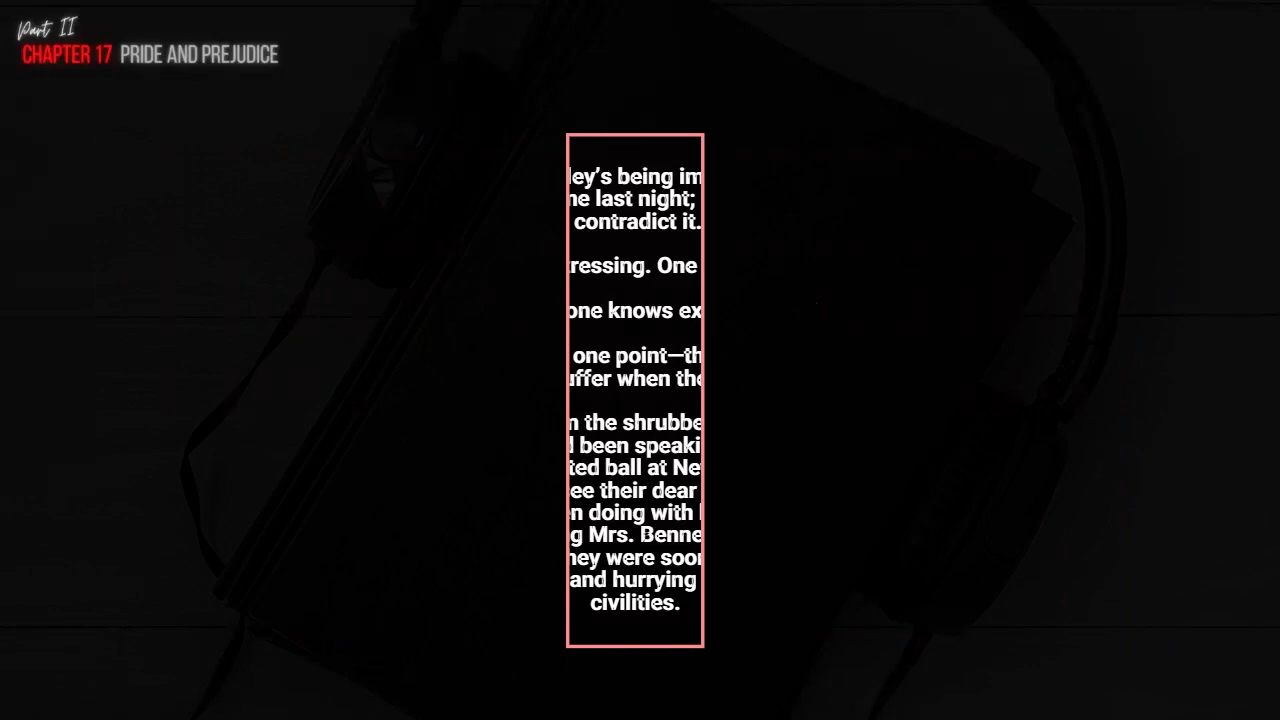 Part II
CHAPTER 17 PRIDE AND PREJUDICE
ley’s being im
ne last night;
contradict it.
ressing. One
one knows ex
one point—th
uffer when the
n the shrubbe
d been speaki
ted ball at Ne
ee their dear
en doing with
g Mrs. Benne
hey were soon
and hurrying
civilities.